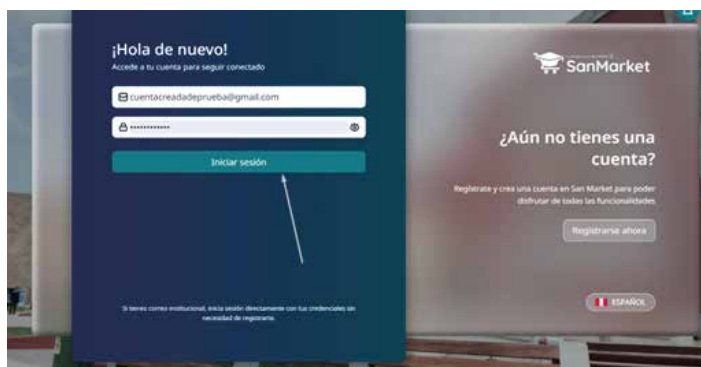 ¡Hola de nuevo!
Accede a tu cuenta para seguir conectado
cuentacreadadeprueba@gmail.com
Iniciar sesión
Si tienes correo institucional, inicia sesión directamente con tus credenciales sin
necesidad de registrarte.
SanMarket
¿Aún no tienes una
cuenta?
Regístrate y crea una cuenta en San Market para poder
disfrutar de todas las funcionalidades
Registrarse ahora
ESPAÑOL